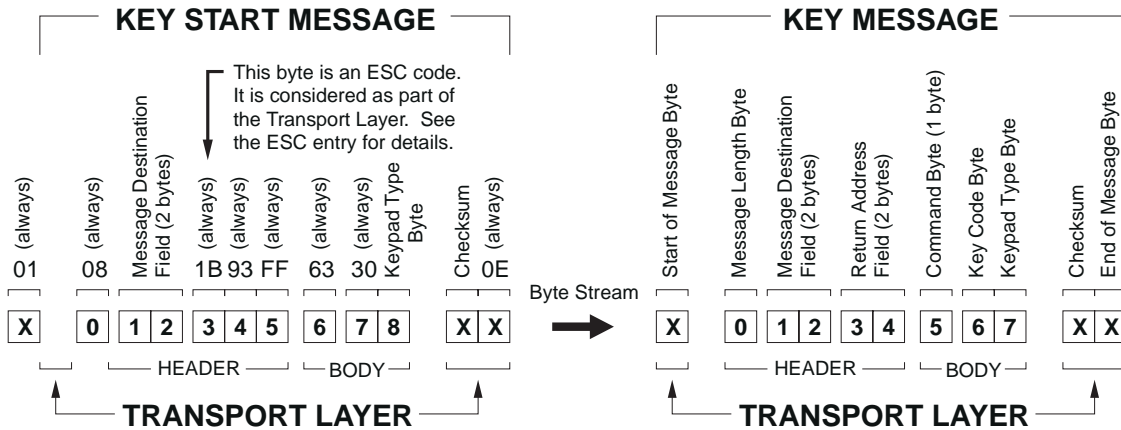 KEY START MESSAGE
This byte is an ESC code.
It is considered as part of
the Transport Layer. See
the ESC entry for details.
(always)
01
(always)
08
Message Destination
Field (2 bytes)
(always)
1B
(always)
93
(always)
FF
(always)
63
(always)
30
Keypad Type
Byte
Checksum
(always)
0E
X 0 1 2 3 4 5 6 7 8 X X
HEADER BODY
TRANSPORT LAYER
Byte Stream
KEY MESSAGE
Start of Message Byte
Message Length Byte
Message Destination
Field (2 bytes)
Return Address
Field (2 bytes)
Command Byte (1 byte)
Key Code Byte
Keypad Type Byte
Checksum
End of Message Byte
X 0 1 2 3 4 5 6 7 X X
HEADER BODY
TRANSPORT LAYER